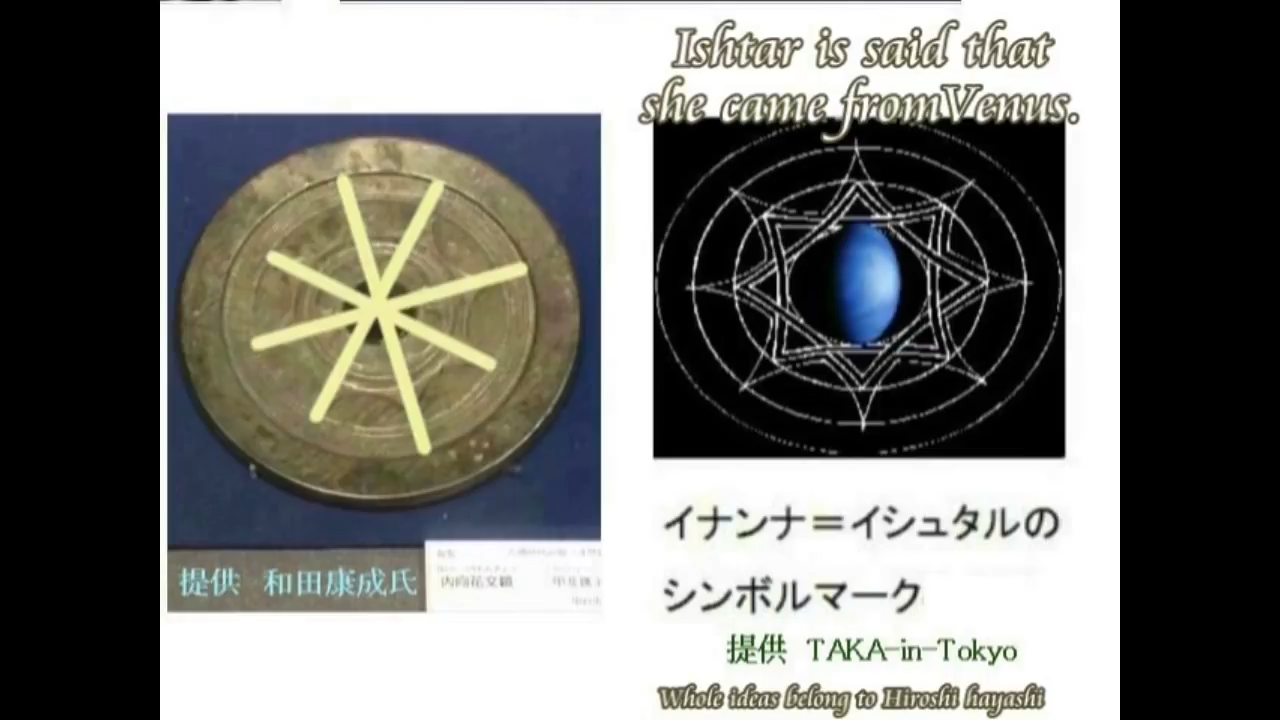 Ishtar is said that
she came fromVenus.
提供 和田康成氏
内向花文鏡
イナンナ=イシュタルの
シンボルマーク
提供 TAKA-in-Tokyo
Whole ideas belong to Hiroshi hayashi